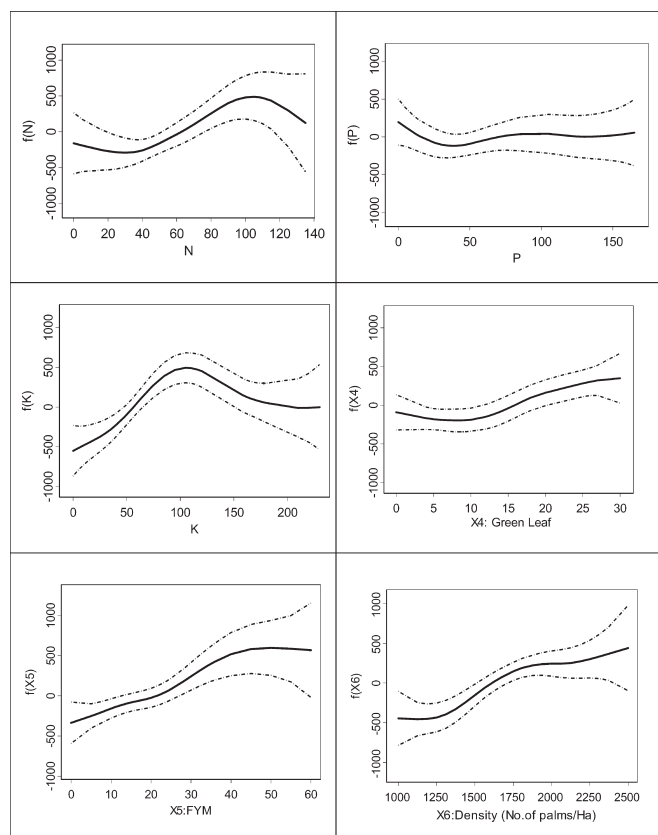 f(N)
1000
500
0
-500
-1000
0 20 40 60 80 100 120 140
N
f(P)
1000
500
0
-500
-1000
0 50 100 150
P
f(K)
1000
500
0
-500
-1000
0 50 100 150 200
K
f(X4)
1000
500
0
-500
-1000
0 5 10 15 20 25 30
X4: Green Leaf
f(X5)
1000
500
0
-500
-1000
0 10 20 30 40 50 60
X5:FYM
f(X6)
1000
500
0
-500
-1000
1000 1250 1500 1750 2000 2250 2500
X6:Density (No.of palms/Ha)